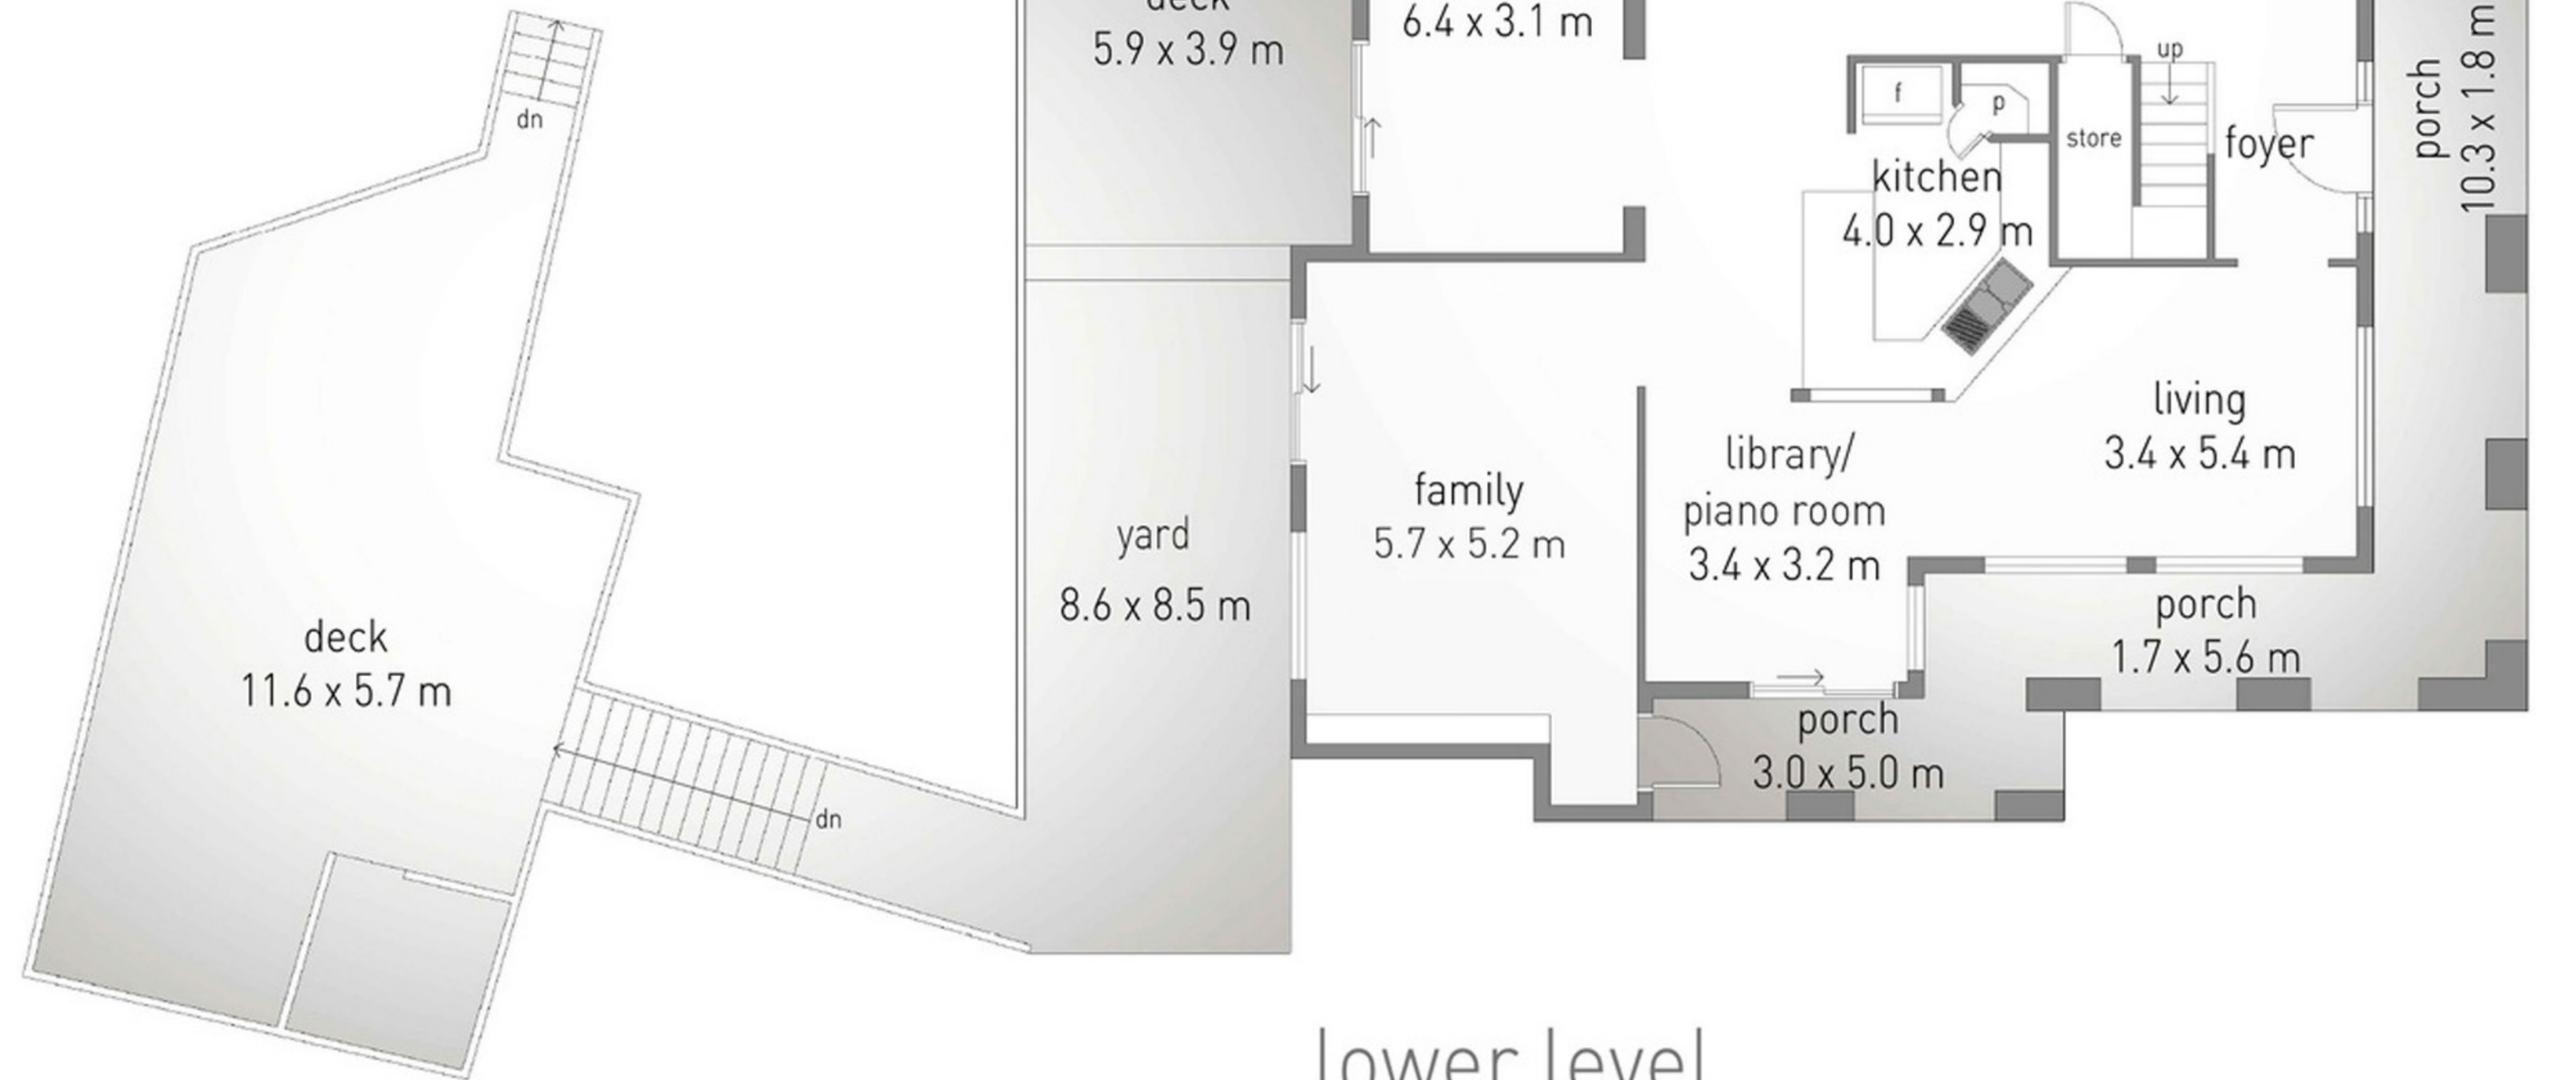 deck
5.9 x 3.9 m
6.4 x 3.1 m
up
f
p
store
foyer
porch
10.3 x 1.8 m
dn
kitchen
4.0 x 2.9 m
living
3.4 x 5.4 m
library/
piano room
3.4 x 3.2 m
family
5.7 x 5.2 m
yard
8.6 x 8.5 m
deck
11.6 x 5.7 m
porch
1.7 x 5.6 m
porch
3.0 x 5.0 m
dn
lower level